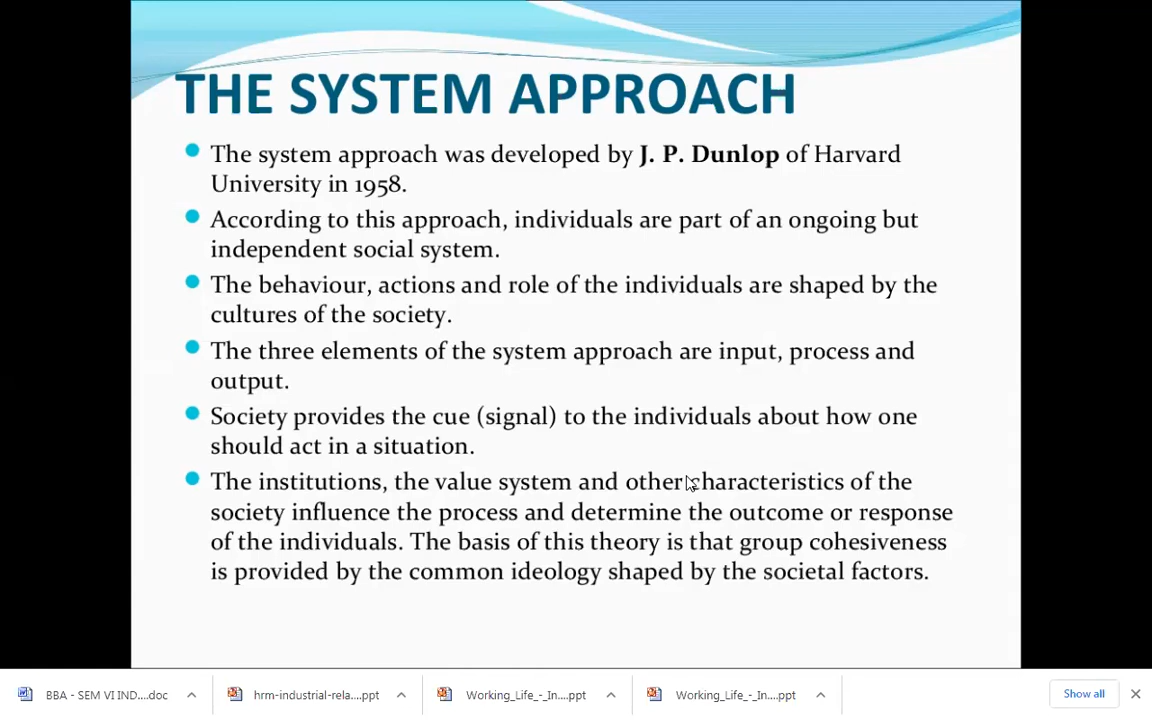 THE SYSTEM APPROACH
The system approach was developed by J. P. Dunlop of Harvard
University in 1958.
According to this approach, individuals are part of an ongoing but
independent social system.
The behaviour, actions and role of the individuals are shaped by the
cultures of the society.
The three elements of the system approach are input, process and
output.
Society provides the cue (signal) to the individuals about how one
should act in a situation.
The institutions, the value system and other characteristics of the
society influence the process and determine the outcome or response
of the individuals. The basis of this theory is that group cohesiveness
is provided by the common ideology shaped by the societal factors.
BBA - SEM VI IND....doc hrm-industrial-rela....ppt Working_Life_-_In....ppt Working_Life_-_In....ppt Show all